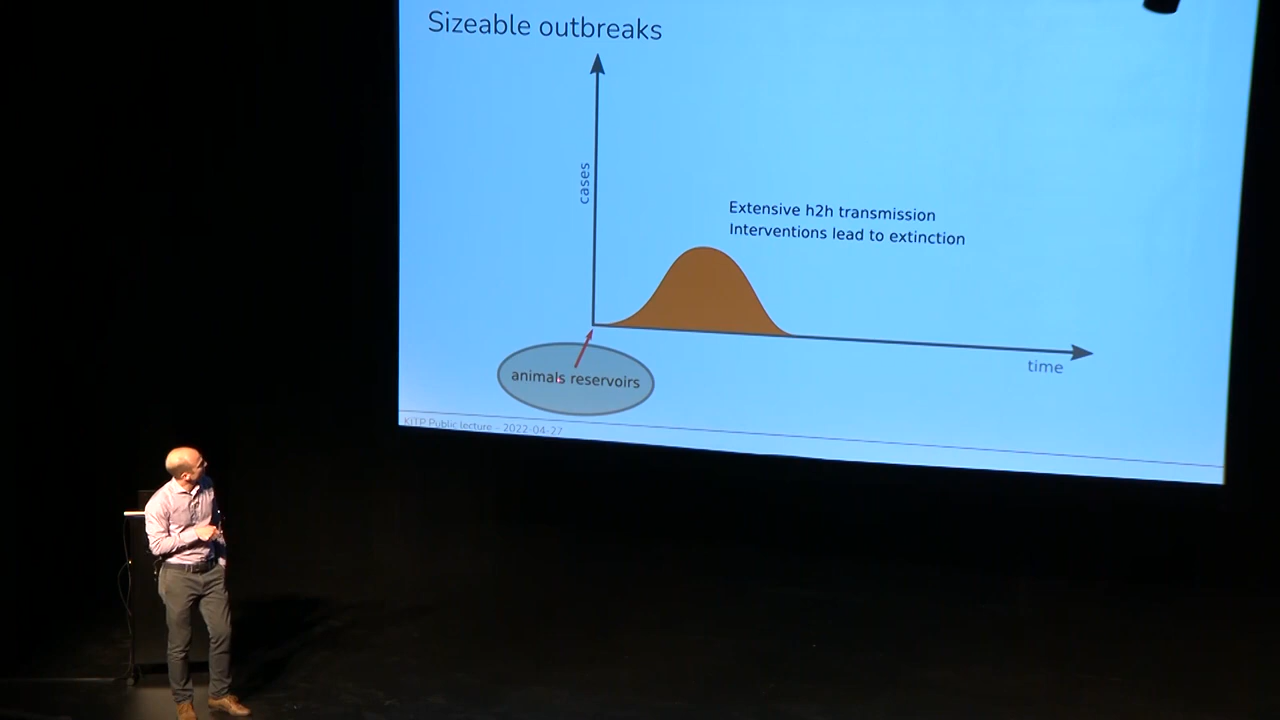 Sizeable outbreaks
cases
Extensive h2h transmission
Interventions lead to extinction
time
animals reservoirs
KITP Public lecture - 2022-04-27